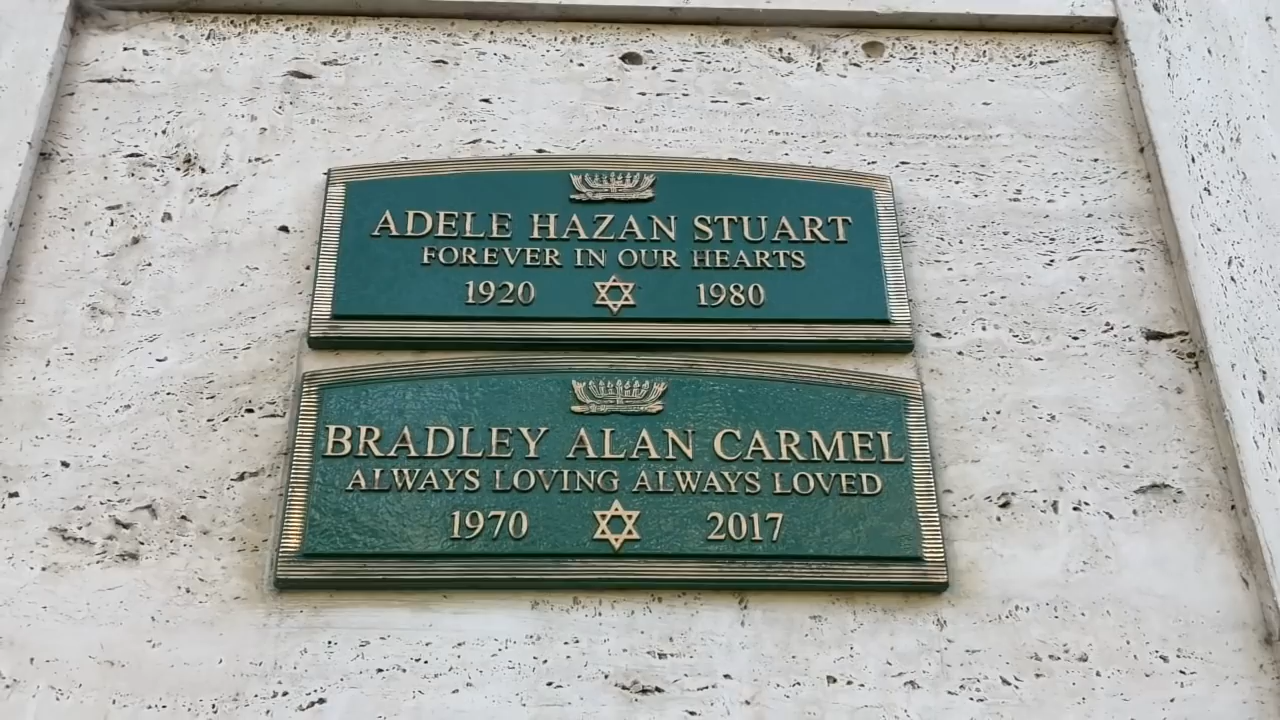 ADELE HAZAN STUART
FOREVER IN OUR HEARTS
1920 1980
BRADLEY ALAN CARMEL
ALWAYS LOVING ALWAYS LOVED
1970 2017